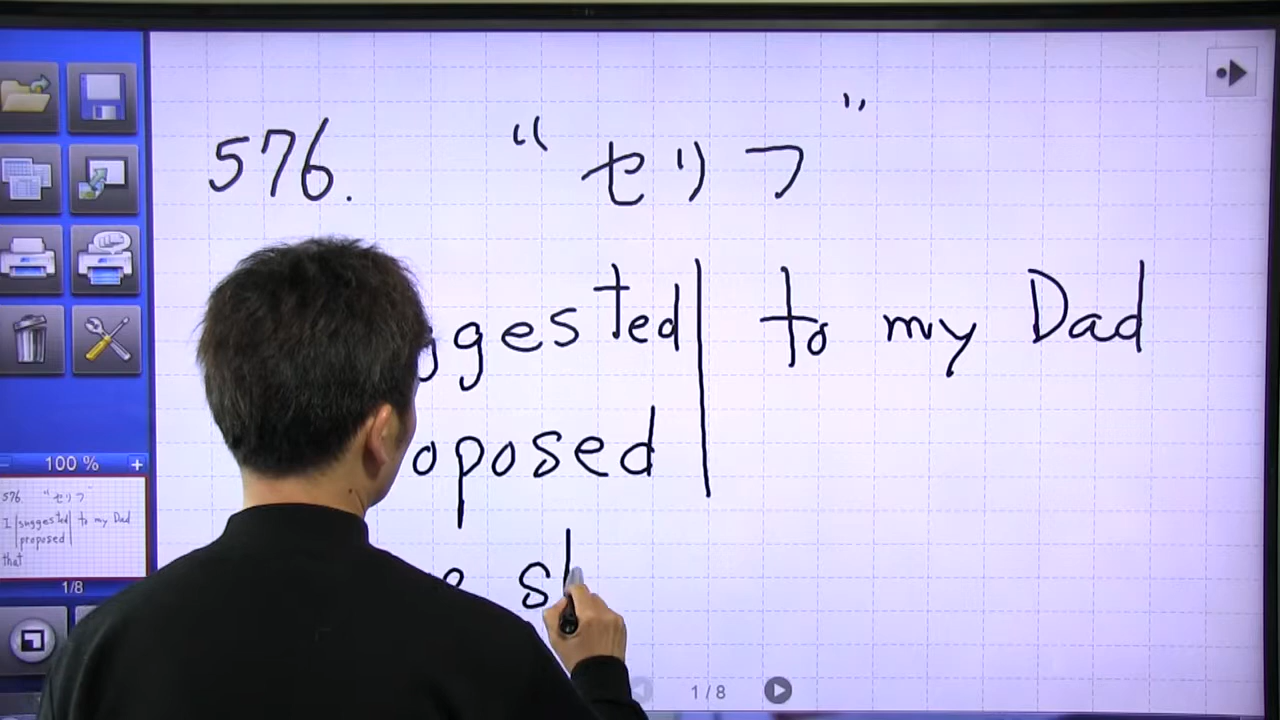 576. "セリフ"
ggested to my Dad
oposed
e sh
100 %
576. "セリフ"
I suggested to my Dad
proposed
that
1/8
1 / 8